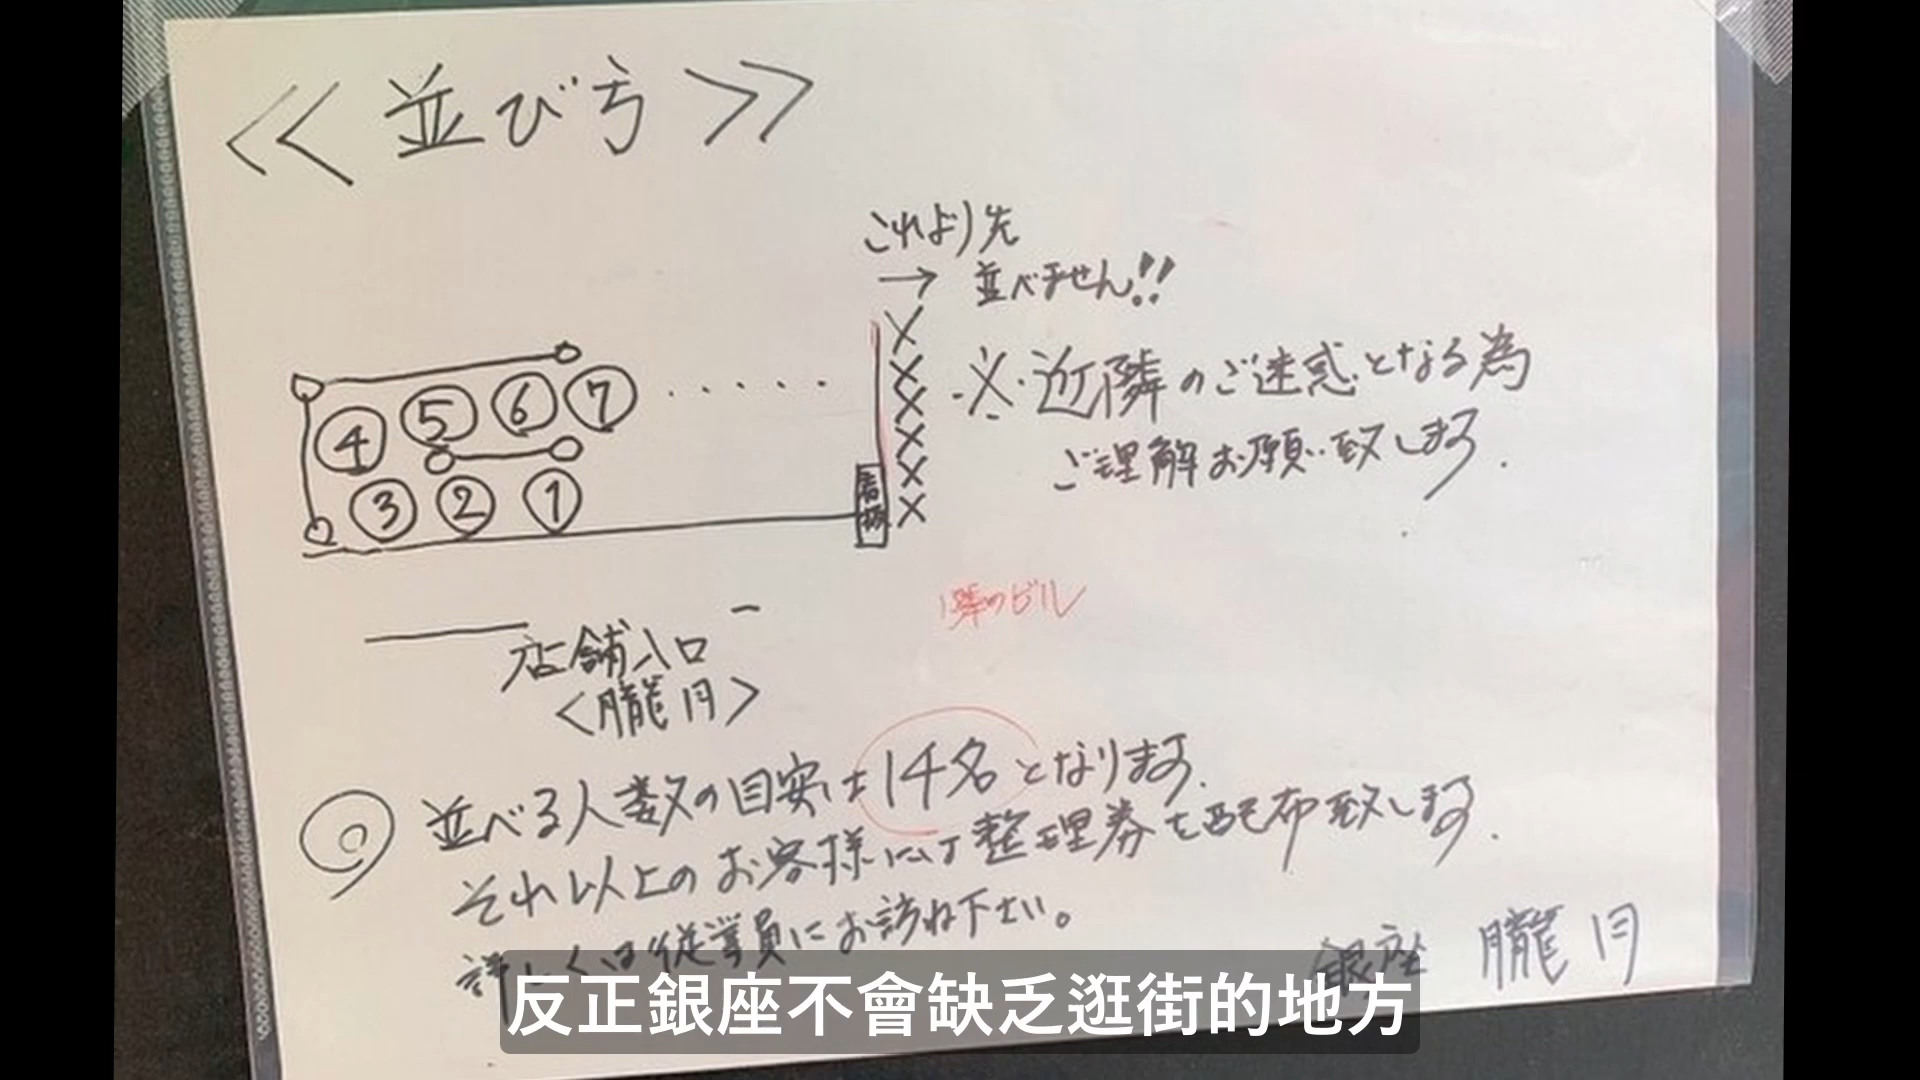 <<並び方>>
これより先
→ 並べません!!
※近隣のご迷惑となる為
ご理解お願い致します.
④ ⑤ ⑥ ⑦ ・・・・・
③ ② ①
看板
隣のビル
店舗入口
<朧月>
◎ 並べる人数の目安は14名となります.
それ以上のお客様には整理券を配布致します.
詳しくは従業員にお訪ね下さい。
銀座 朧月
反正銀座不會缺乏逛街的地方